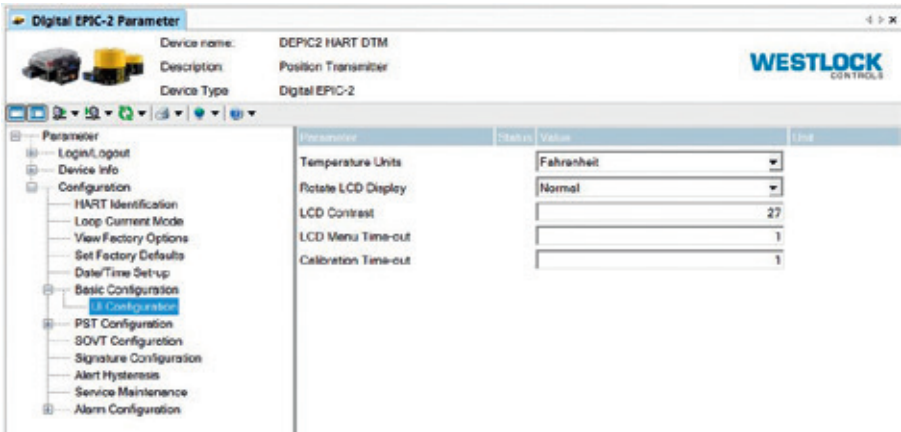 Digital EPIC-2 Parameter
Device name: DEPIC2 HART DTM
Description: Position Transmitter
Device Type Digital EPIC-2
WESTLOCK
CONTROLS
Parameter
Login/Logout
Device Info
Configuration
HART Identification
Loop Currrent Mode
View Factory Options
Set Factory Defaults
Date/Time Set-up
Basic Configuration
UI Configuration
PST Configuration
SOVT Configuration
Signature Configuration
Alert Hysteresis
Service Maintenance
Alarm Configuration
Parameter Status Value Unit
Temperature Units Fahrenheit
Rotate LCD Display Normal
LCD Contrast 27
LCD Menu Time-out 1
Calibration Time-out 1